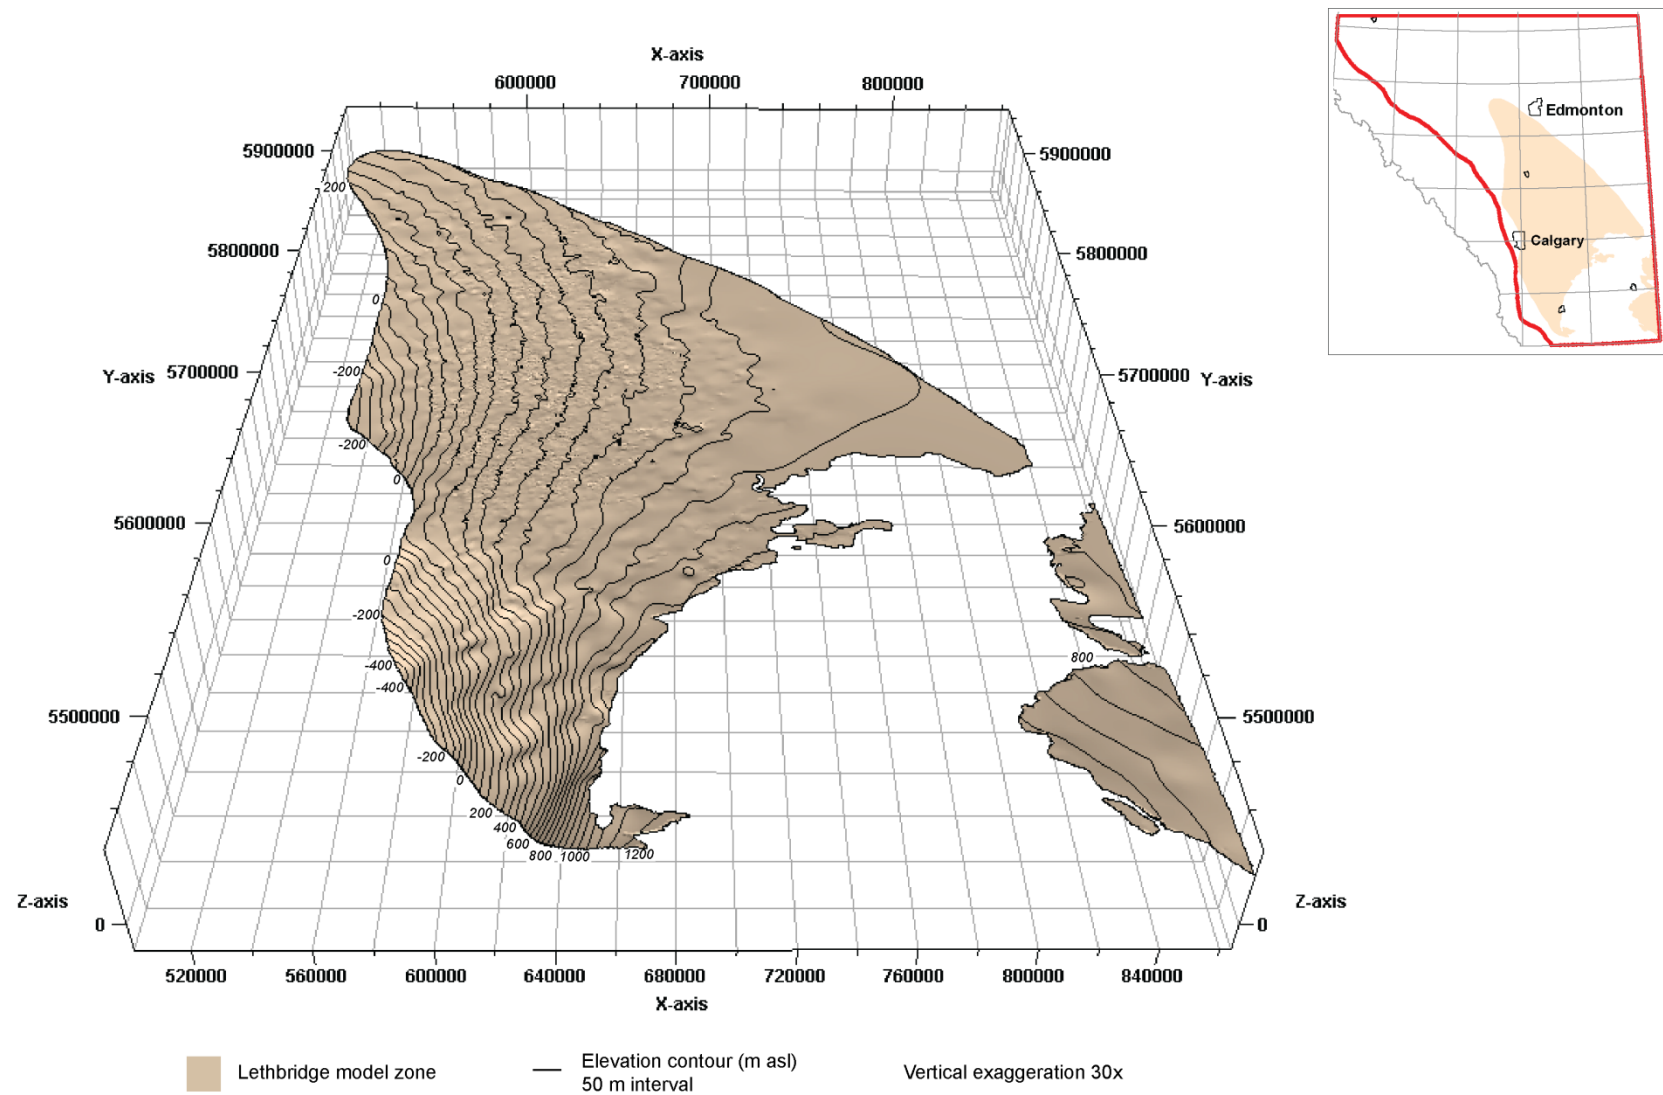 X-axis
600000 700000 800000
5900000 5900000
200
5800000 5800000
0
Y-axis 5700000 -200 5700000 Y-axis
-200
0
5600000 5600000
0
-200
-400 800
-400
5500000 5500000
-200
0
200
400
600
800 1000 1200
Z-axis Z-axis
0 0
520000 560000 600000 640000 680000 720000 760000 800000 840000
X-axis
Edmonton
Calgary
Lethbridge model zone
Elevation contour (m asl)
50 m interval
Vertical exaggeration 30x